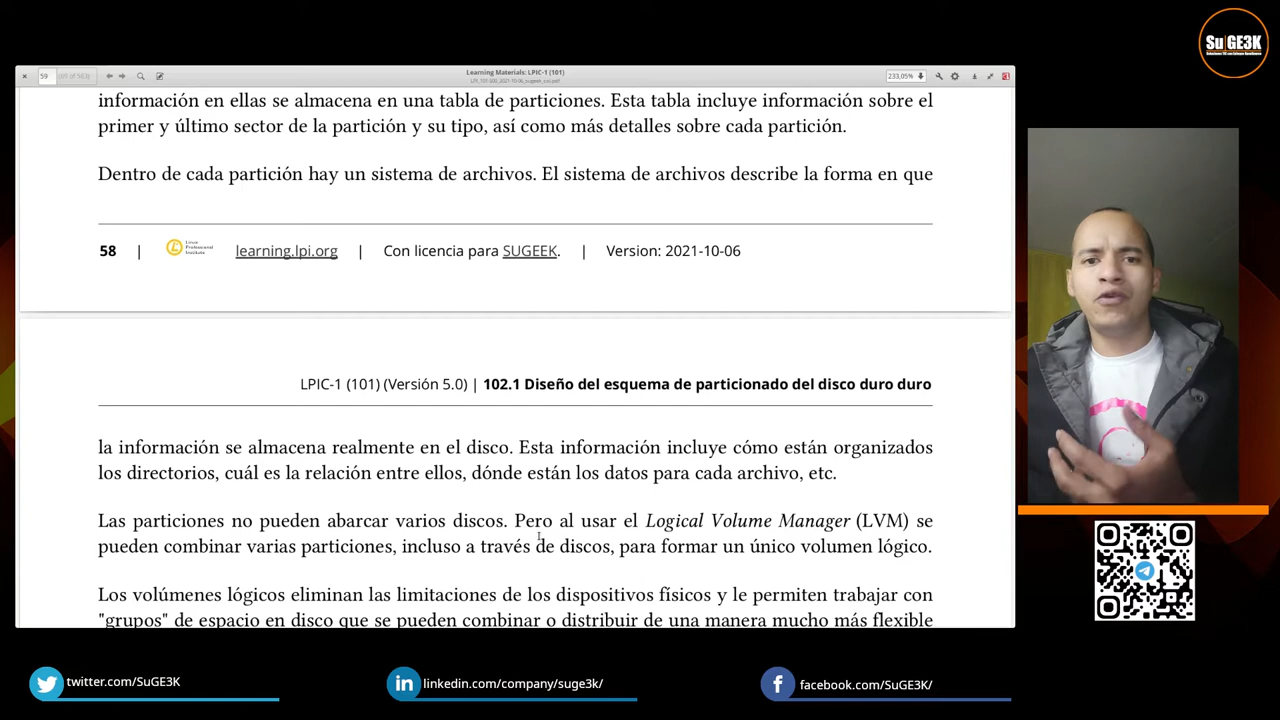 SuGE3K
59
Learning Materials: LPIC-1 (101)
233,05%
información en ellas se almacena en una tabla de particiones. Esta tabla incluye información sobre el
primer y último sector de la partición y su tipo, así como más detalles sobre cada partición.
Dentro de cada partición hay un sistema de archivos. El sistema de archivos describe la forma en que
58 | Linux Professional Institute learning.lpi.org | Con licencia para SUGEEK. | Version: 2021-10-06
LPIC-1 (101) (Versión 5.0) | 102.1 Diseño del esquema de particionado del disco duro duro
la información se almacena realmente en el disco. Esta información incluye cómo están organizados
los directorios, cuál es la relación entre ellos, dónde están los datos para cada archivo, etc.
Las particiones no pueden abarcar varios discos. Pero al usar el Logical Volume Manager (LVM) se
pueden combinar varias particiones, incluso a través de discos, para formar un único volumen lógico.
Los volúmenes lógicos eliminan las limitaciones de los dispositivos físicos y le permiten trabajar con
"grupos" de espacio en disco que se pueden combinar o distribuir de una manera mucho más flexible
twitter.com/SuGE3K
linkedin.com/company/suge3k/
facebook.com/SuGE3K/